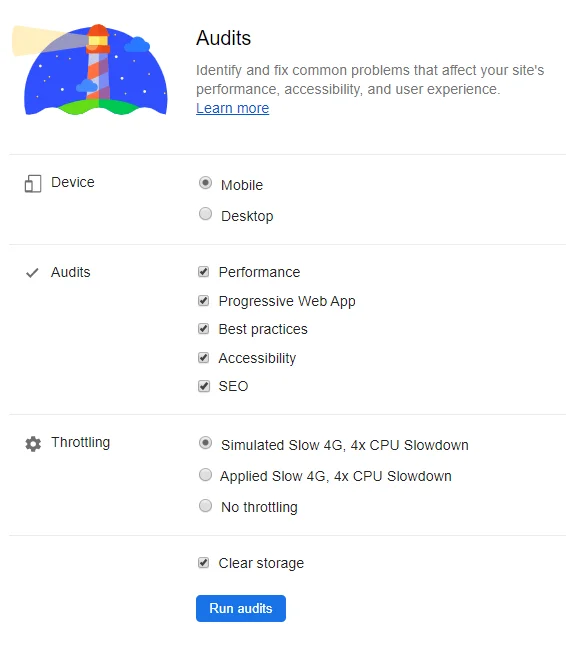 Audits
Identify and fix common problems that affect your site's
performance, accessibility, and user experience.
Learn more
Device
Mobile
Desktop
Audits
Performance
Progressive Web App
Best practices
Accessibility
SEO
Throttling
Simulated Slow 4G, 4x CPU Slowdown
Applied Slow 4G, 4x CPU Slowdown
No throttling
Clear storage
Run audits